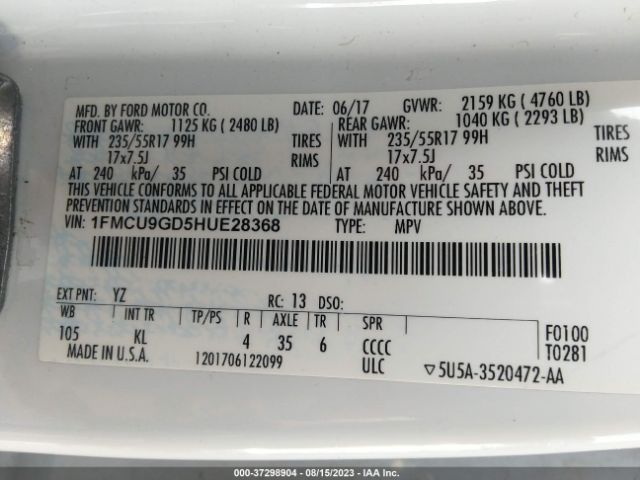 MFD. BY FORD MOTOR CO. DATE: 06/17 GVWR: 2159 KG ( 4760 LB)
FRONT GAWR: 1125 KG ( 2480 LB) REAR GAWR: 1040 KG ( 2293 LB)
WITH 235/55R17 99H TIRES WITH 235/55R17 99H TIRES
17x7.5J RIMS 17x7.5J RIMS
AT 240 kPa/ 35 PSI COLD AT 240 kPa/ 35 PSI COLD
THIS VEHICLE CONFORMS TO ALL APPLICABLE FEDERAL MOTOR VEHICLE SAFETY AND THEFT
PREVENTION STANDARDS IN EFFECT ON THE DATE OF MANUFACTURE SHOWN ABOVE.
VIN: 1FMCU9GD5HUE28368 TYPE: MPV
EXT PNT: YZ RC: 13 DSO:
WB INT TR TP/PS R AXLE TR SPR F0100
105 KL 4 35 6 CCCC T0281
MADE IN U.S.A. 1201706122099 ULC ▽5U5A-3520472-AA
000-37298904 - 08/15/2023 - IAA Inc.